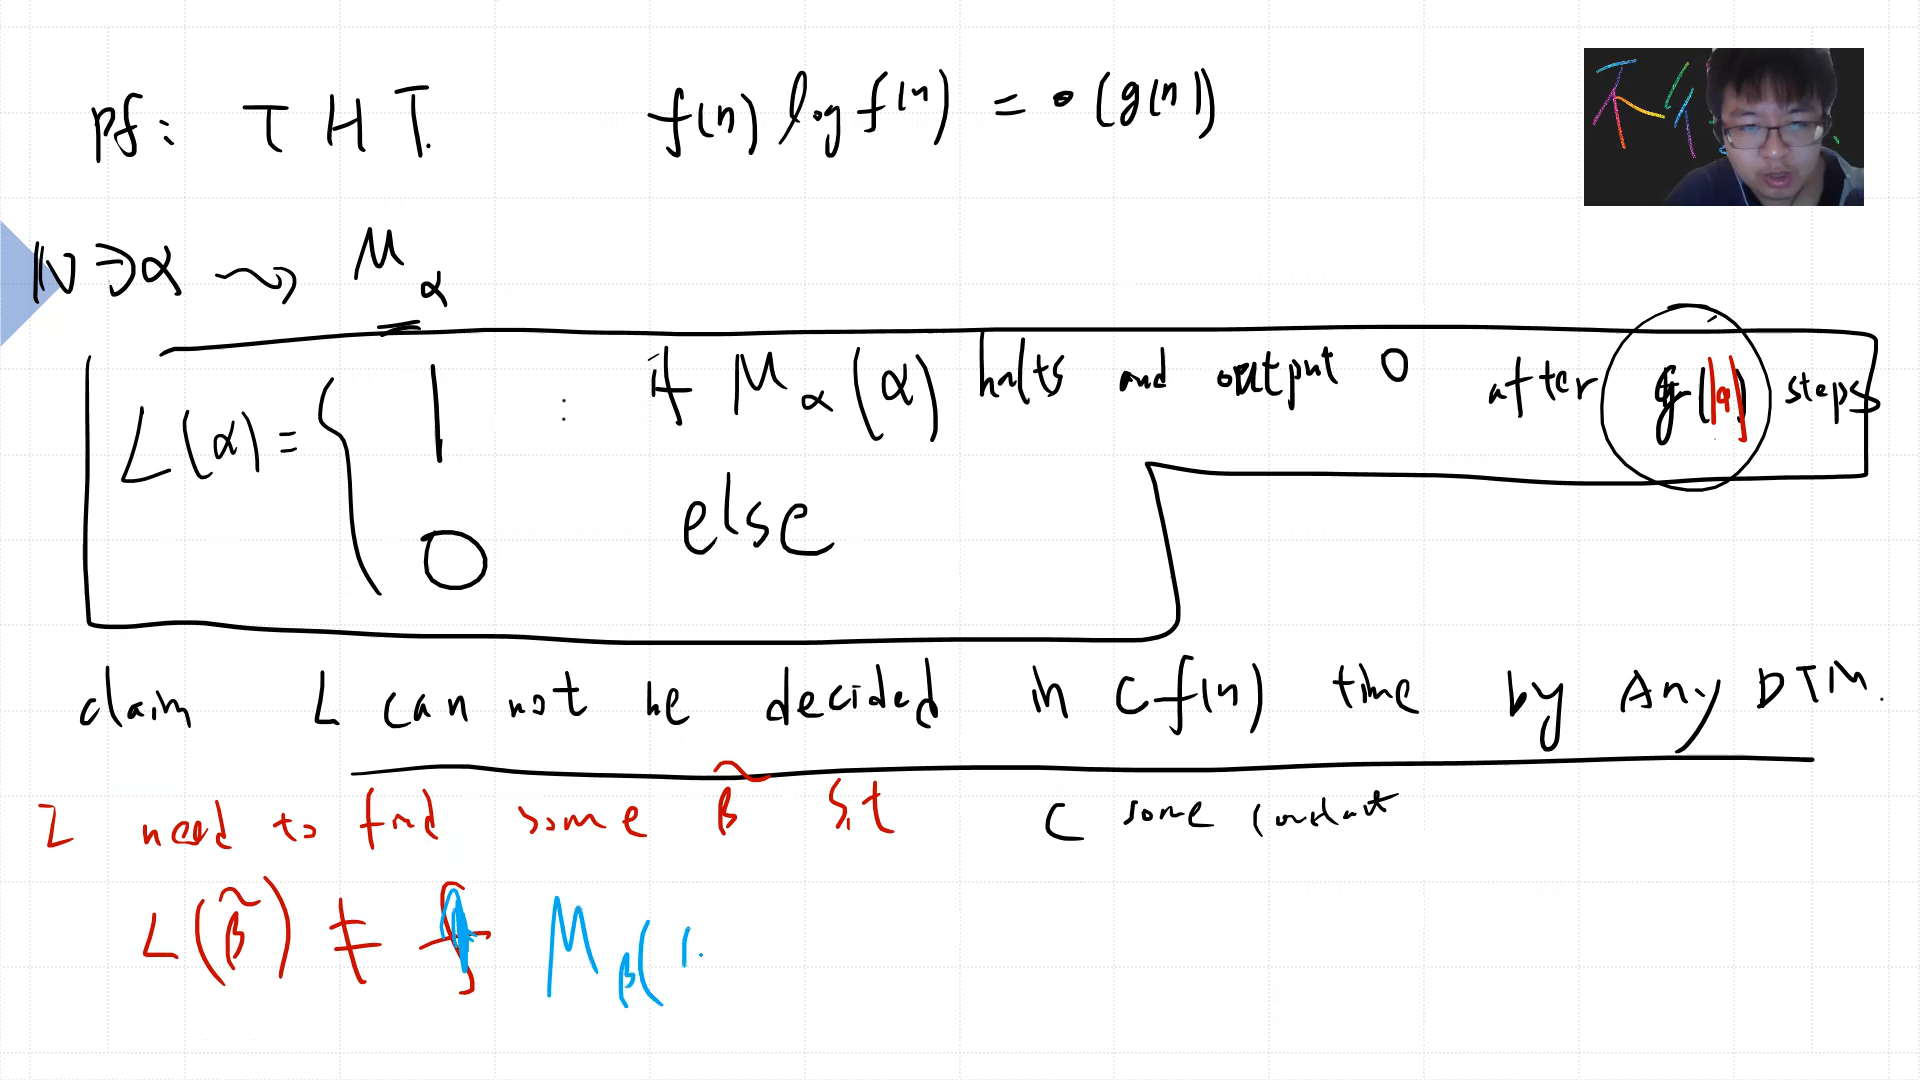 pf: THT. f(n) log f(n) = o(g(n))
ℕ ∋ α ⇝ M_α
L(α) = { 1 : if M_α(α) halts and output 0 after g(|α|) steps
0 else
claim L can not be decided in C f(n) time by Any DTM.
I need to find some β̃ s.t C some constant
L(β̃) ≠ M_β(